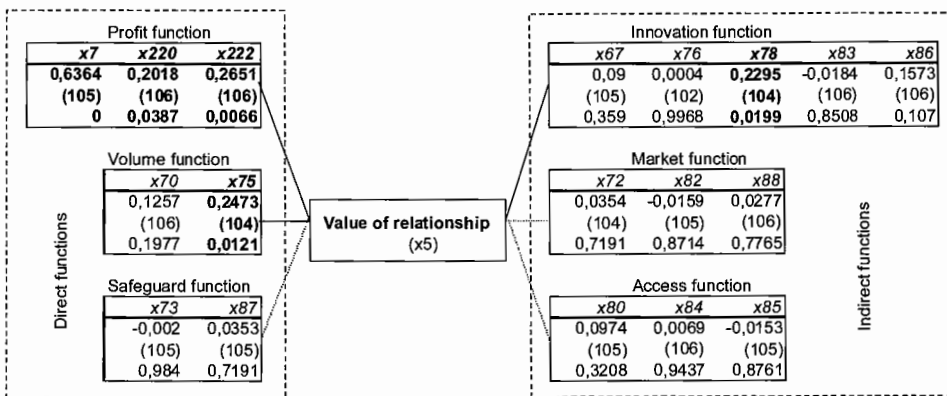 Profit function
x7 x220 x222
0,6364 0,2018 0,2651
(105) (106) (106)
0 0,0387 0,0066
Volume function
x70 x75
0,1257 0,2473
(106) (104)
0,1977 0,0121
Safeguard function
x73 x87
-0,002 0,0353
(105) (105)
0,984 0,7191
Direct functions
Value of relationship
(x5)
Innovation function
x67 x76 x78 x83 x86
0,09 0,0004 0,2295 -0,0184 0,1573
(105) (102) (104) (106) (106)
0,359 0,9968 0,0199 0,8508 0,107
Market function
x72 x82 x88
0,0354 -0,0159 0,0277
(104) (105) (106)
0,7191 0,8714 0,7765
Access function
x80 x84 x85
0,0974 0,0069 -0,0153
(105) (106) (105)
0,3208 0,9437 0,8761
Indirect functions